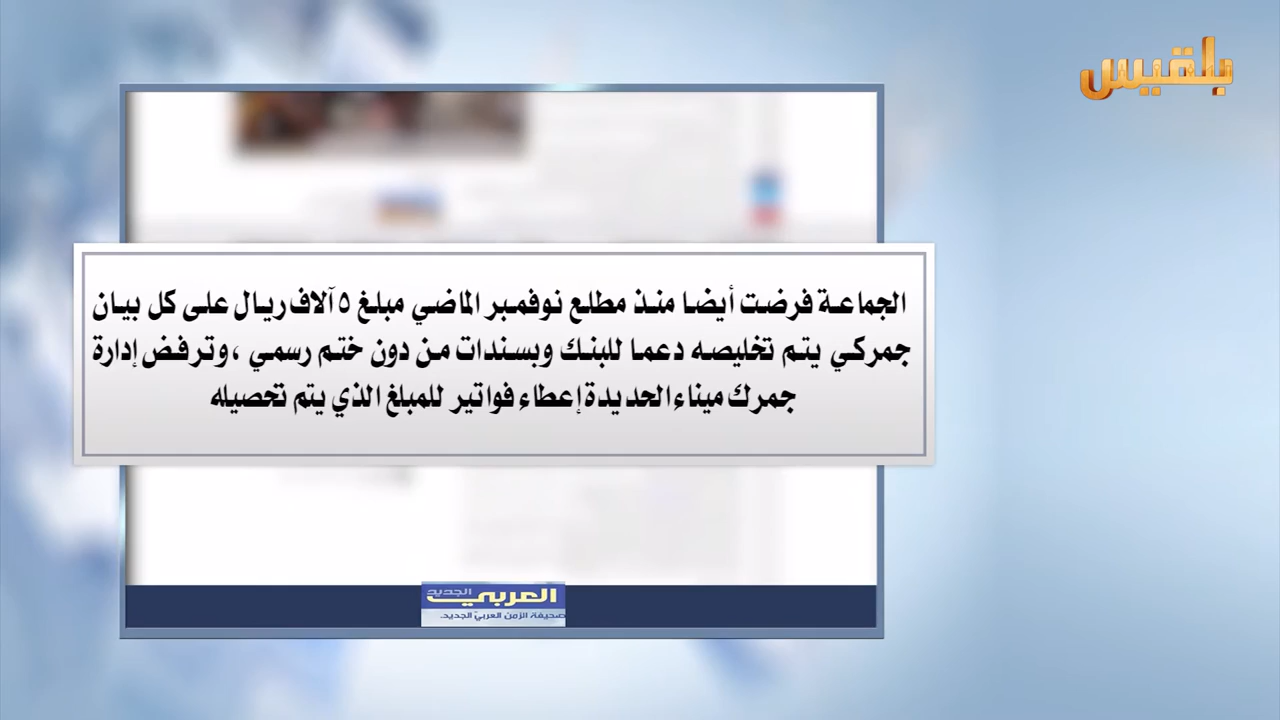 بلقيس
الجماعة فرضت أيضا منذ مطلع نوفمبر الماضي مبلغ ٥ آلاف ريال على كل بيان
جمركي يتم تخليصه دعما للبنك وبسندات من دون ختم رسمي ، وترفض إدارة
جمرك ميناء الحديدة إعطاء فواتير للمبلغ الذي يتم تحصيله
العربي الجديد
صحيفة الزمن العربيّ الجديد.